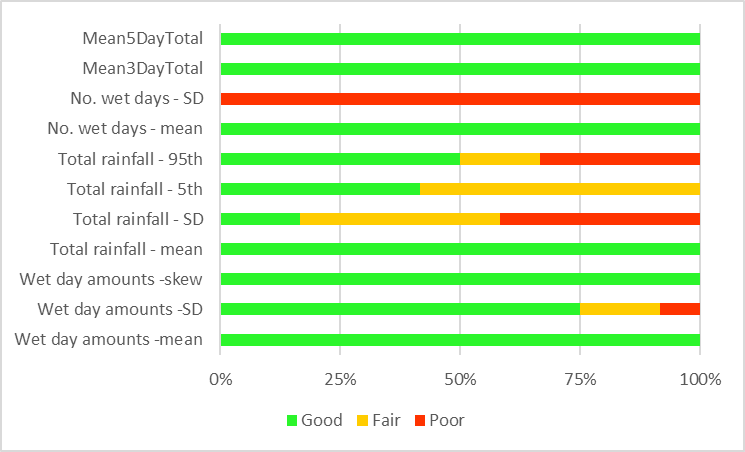 Mean5DayTotal
Mean3DayTotal
No. wet days - SD
No. wet days - mean
Total rainfall - 95th
Total rainfall - 5th
Total rainfall - SD
Total rainfall - mean
Wet day amounts -skew
Wet day amounts -SD
Wet day amounts -mean
0% 25% 50% 75% 100%
Good Fair Poor